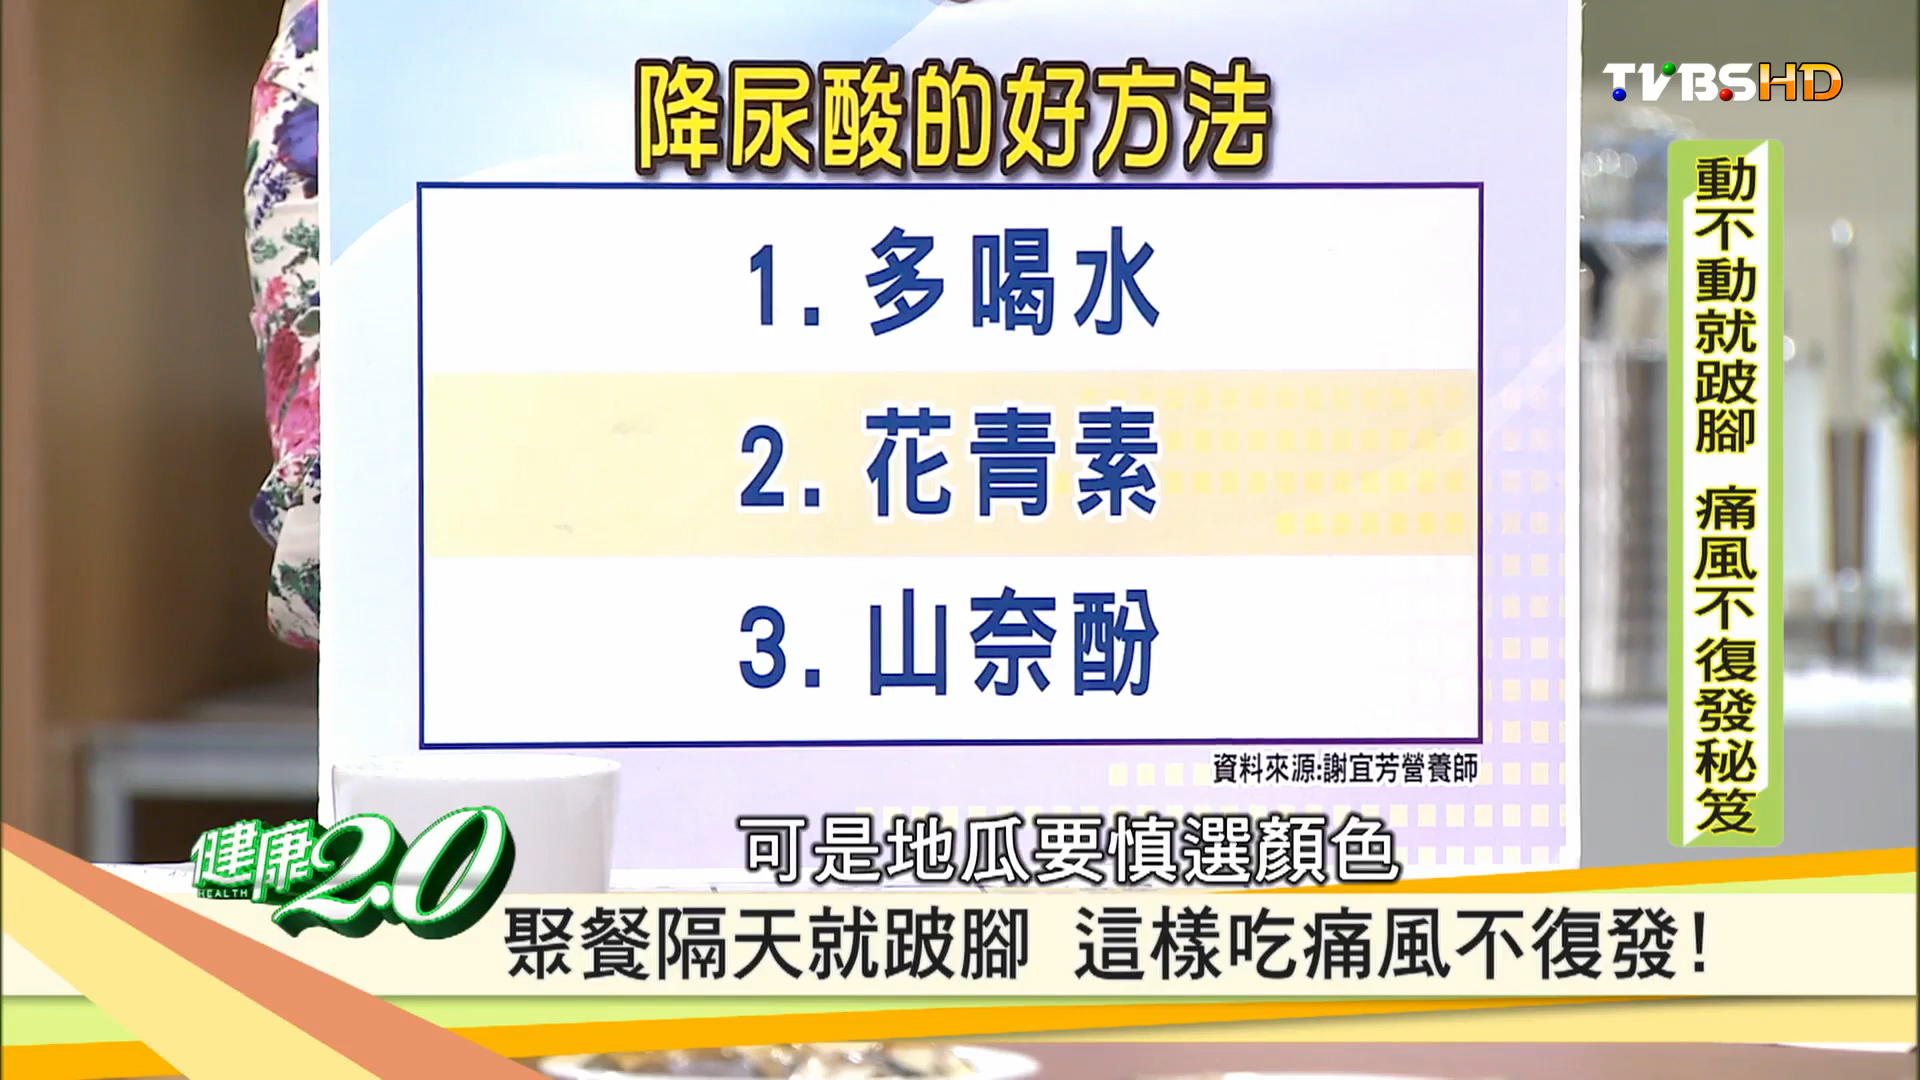 降尿酸的好方法
TVBSHD
1.多喝水
2.花青素
3.山奈酚
資料來源:謝宜芳營養師
動不動就跛腳 痛風不復發秘笈
可是地瓜要慎選顏色
健康2.0
HEALTH
聚餐隔天就跛腳 這樣吃痛風不復發!